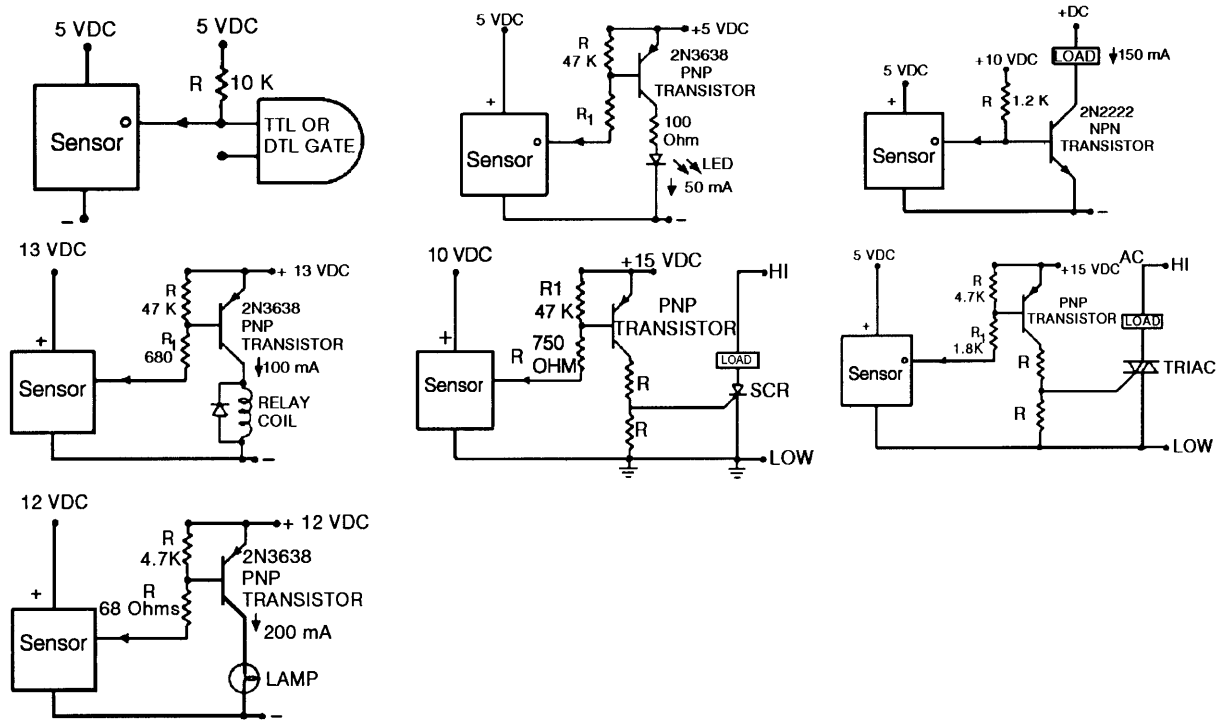 5 VDC
5 VDC
R
10 K
Sensor
TTL OR
DTL GATE
–
5 VDC
+5 VDC
R
47 K
2N3638
PNP
TRANSISTOR
+
R1
Sensor
100
Ohm
LED
50 mA
–
+DC
LOAD
150 mA
+10 VDC
5 VDC
R
1.2 K
2N2222
NPN
TRANSISTOR
+
Sensor
–
13 VDC
+ 13 VDC
R
47 K
2N3638
PNP
TRANSISTOR
+
R1
680
100 mA
Sensor
RELAY
COIL
–
10 VDC
+15 VDC
HI
R1
47 K
PNP
TRANSISTOR
+
750
OHM
R
LOAD
Sensor
R
SCR
R
LOW
5 VDC
+15 VDC
AC
HI
R
4.7K
PNP
TRANSISTOR
LOAD
+
R1
1.8K
Sensor
R
TRIAC
R
LOW
12 VDC
+ 12 VDC
R
4.7K
2N3638
PNP
TRANSISTOR
+
R
68 Ohms
200 mA
Sensor
LAMP
–